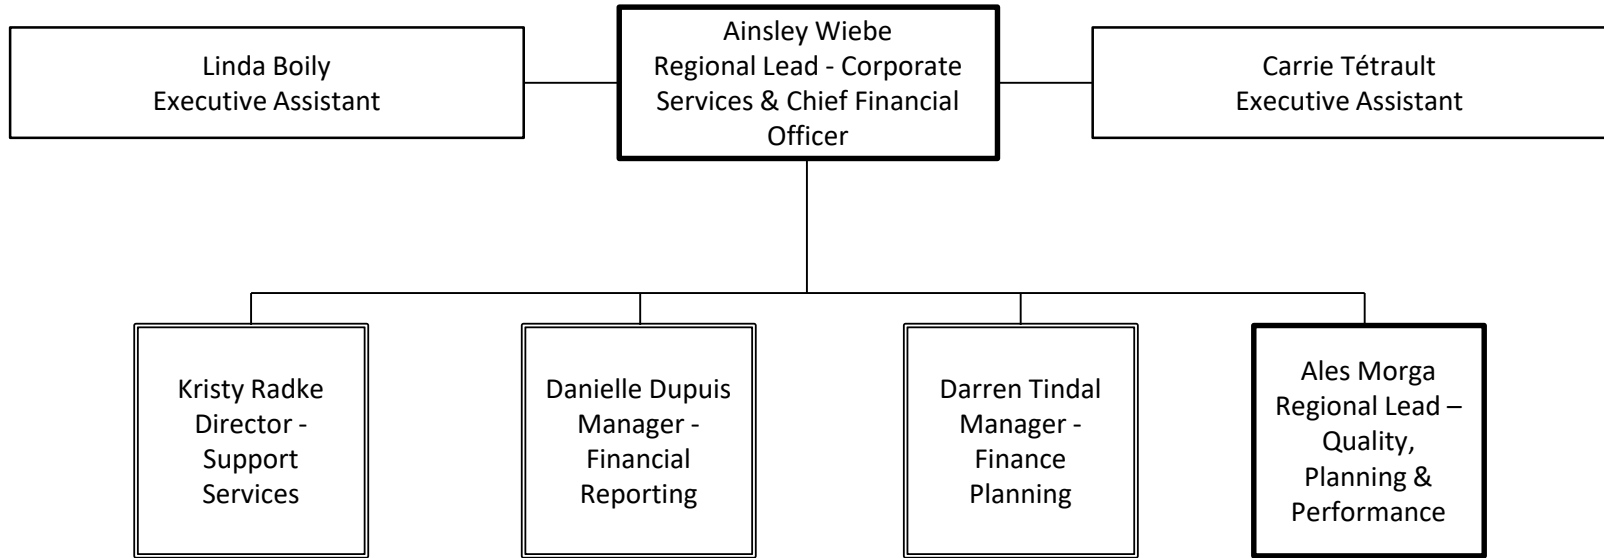 Linda Boily
Executive Assistant
Ainsley Wiebe
Regional Lead - Corporate
Services & Chief Financial
Officer
Carrie Tétrault
Executive Assistant
Kristy Radke
Director -
Support
Services
Danielle Dupuis
Manager -
Financial
Reporting
Darren Tindal
Manager -
Finance
Planning
Ales Morga
Regional Lead –
Quality,
Planning &
Performance